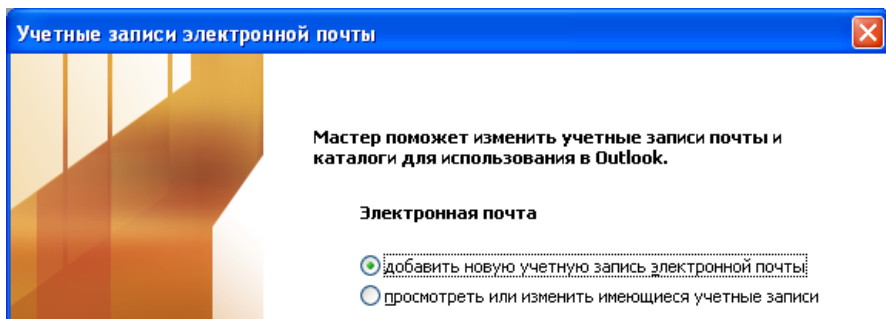 Учетные записи электронной почты
Мастер поможет изменить учетные записи почты и
каталоги для использования в Outlook.
Электронная почта
добавить новую учетную запись электронной почты
просмотреть или изменить имеющиеся учетные записи